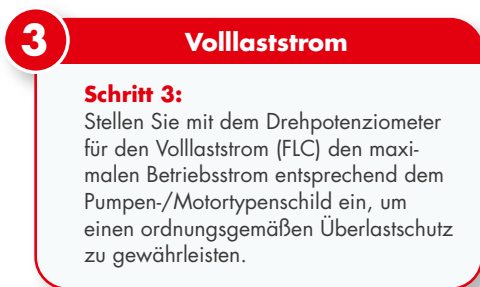 3
Volllaststrom
Schritt 3:
Stellen Sie mit dem Drehpotenziometer
für den Volllaststrom (FLC) den maxi-
malen Betriebsstrom entsprechend dem
Pumpen-/Motortypenschild ein, um
einen ordnungsgemäßen Überlastschutz
zu gewährleisten.